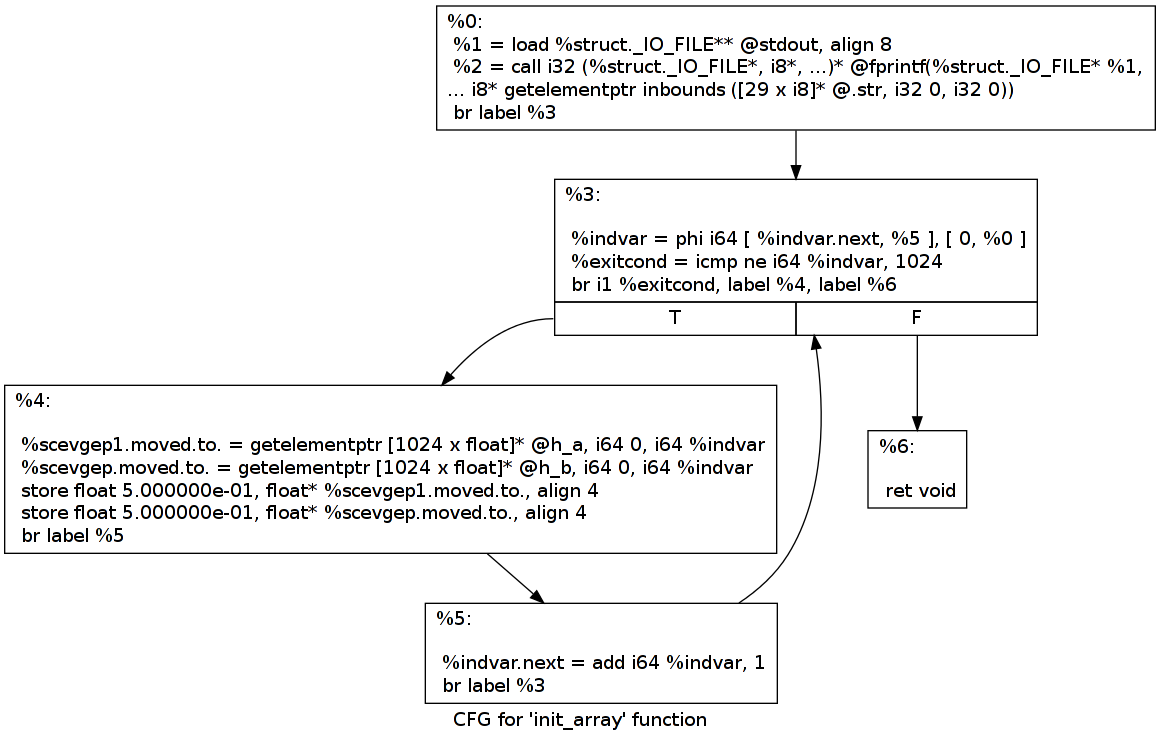 %0:
%1 = load %struct._IO_FILE** @stdout, align 8
%2 = call i32 (%struct._IO_FILE*, i8*, ...)* @fprintf(%struct._IO_FILE* %1,
... i8* getelementptr inbounds ([29 x i8]* @.str, i32 0, i32 0))
br label %3
%3:
%indvar = phi i64 [ %indvar.next, %5 ], [ 0, %0 ]
%exitcond = icmp ne i64 %indvar, 1024
br i1 %exitcond, label %4, label %6
T
F
%4:
%scevgep1.moved.to. = getelementptr [1024 x float]* @h_a, i64 0, i64 %indvar
%scevgep.moved.to. = getelementptr [1024 x float]* @h_b, i64 0, i64 %indvar
store float 5.000000e-01, float* %scevgep1.moved.to., align 4
store float 5.000000e-01, float* %scevgep.moved.to., align 4
br label %5
%6:
ret void
%5:
%indvar.next = add i64 %indvar, 1
br label %3
CFG for 'init_array' function